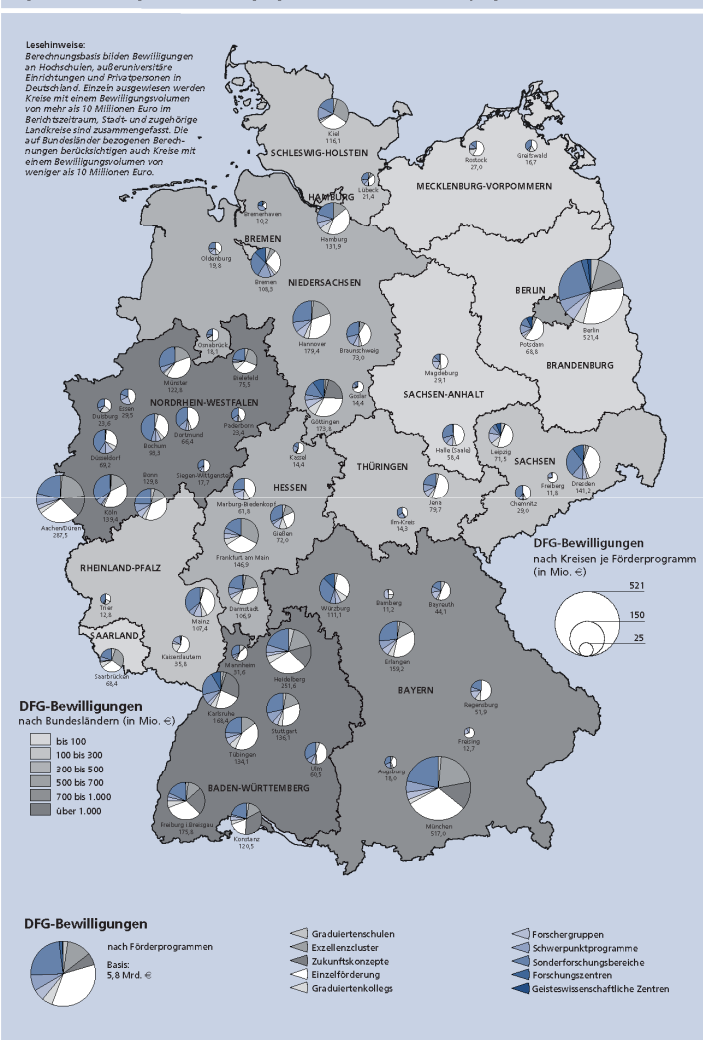 Lesehinweise:
Berechnungsbasis bilden Bewilligungen
an Hochschulen, außeruniversitäre
Einrichtungen und Privatpersonen in
Deutschland. Einzeln ausgewiesen werden
Kreise mit einem Bewilligungsvolumen
von mehr als 10 Millionen Euro im
Berichtszeitraum, Stadt- und zugehörige
Landkreise sind zusammengefasst. Die
auf Bundesländer bezogenen Berech-
nungen berücksichtigen auch Kreise mit
einem Bewilligungsvolumen von
weniger als 10 Millionen Euro.
Kiel
116,1
SCHLESWIG-HOLSTEIN
Rostock
27,0
Greifswald
16,7
MECKLENBURG-VORPOMMERN
Lübeck
21,4
HAMBURG
Hamburg
131,9
Bremerhaven
10,2
BREMEN
Oldenburg
19,8
Bremen
NIEDERSACHSEN
BERLIN
Berlin
521,4
Potsdam
68,8
BRANDENBURG
Hannover
179,4
Braunschweig
73,0
Osnabrück
18,1
Münster
122,8
Bielefeld
75,5
Magdeburg
29,1
SACHSEN-ANHALT
NORDRHEIN-WESTFALEN
Goslar
14,4
Göttingen
173,8
Duisburg
23,6
Essen
29,5
Bochum
Dortmund
66,4
Paderborn
23,4
Düsseldorf
69,2
Kassel
14,4
Halle (Saale)
58,4
Leipzig
71,5
SACHSEN
Dresden
141,2
Freiberg
11,8
Chemnitz
29,0
THÜRINGEN
Jena
79,7
Ilm-Kreis
14,3
Bonn
129,8
Siegen-Wittgenstein
17,7
HESSEN
Marburg-Biedenkopf
61,8
Gießen
72,0
Aachen/Düren
287,5
Köln
139,4
Frankfurt am Main
146,9
RHEINLAND-PFALZ
Trier
12,8
Mainz
107,4
Darmstadt
106,9
Würzburg
111,1
Bamberg
11,2
Bayreuth
44,1
Erlangen
159,2
SAARLAND
Saarbrücken
68,4
Kaiserslautern
35,8
Mannheim
31,6
Heidelberg
251,6
BAYERN
Regensburg
51,9
Karlsruhe
168,4
Stuttgart
136,1
Tübingen
134,1
Ulm
60,5
Freising
12,7
Augsburg
18,0
München
517,0
BADEN-WÜRTTEMBERG
Freiburg i.Breisgau
175,8
Konstanz
120,5
DFG-Bewilligungen
nach Kreisen je Förderprogramm
(in Mio. €)
521
150
25
DFG-Bewilligungen
nach Bundesländern (in Mio. €)
bis 100
100 bis 300
300 bis 500
500 bis 700
700 bis 1.000
über 1.000
DFG-Bewilligungen
nach Förderprogrammen
Basis:
5,8 Mrd. €
Graduiertenschulen
Exzellenzcluster
Zukunftskonzepte
Einzelförderung
Graduiertenkollegs
Forschergruppen
Schwerpunktprogramme
Sonderforschungsbereiche
Forschungszentren
Geisteswissenschaftliche Zentren